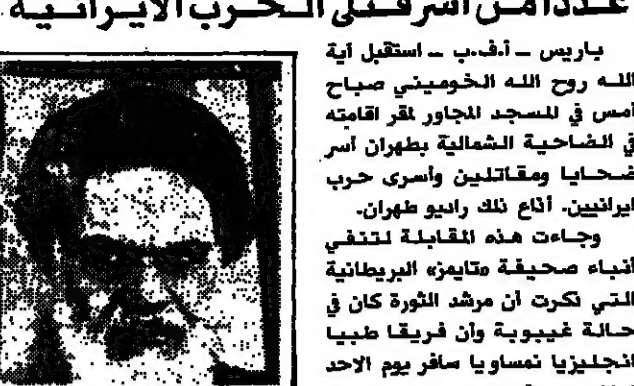 عددا من أسر قتلى الحرب الايرانية
باريس ــ أ.ف.ب ــ استقبل أية
الله روح الله الخوميني صباح
أمس في المسجد المجاور لمقر اقامته
في الضاحية الشمالية بطهران أسر
ضحايا ومقاتلين وأسرى حرب
ايرانيين. أذاع ذلك راديو طهران.
وجاءت هذه المقابلة لتنفي
أنباء صحيفة «تايمز» البريطانية
التي ذكرت أن مرشد الثورة كان في
حالة غيبوبة وأن فريقا طبيا
انجليزيا نمساويا سافر يوم الاحد